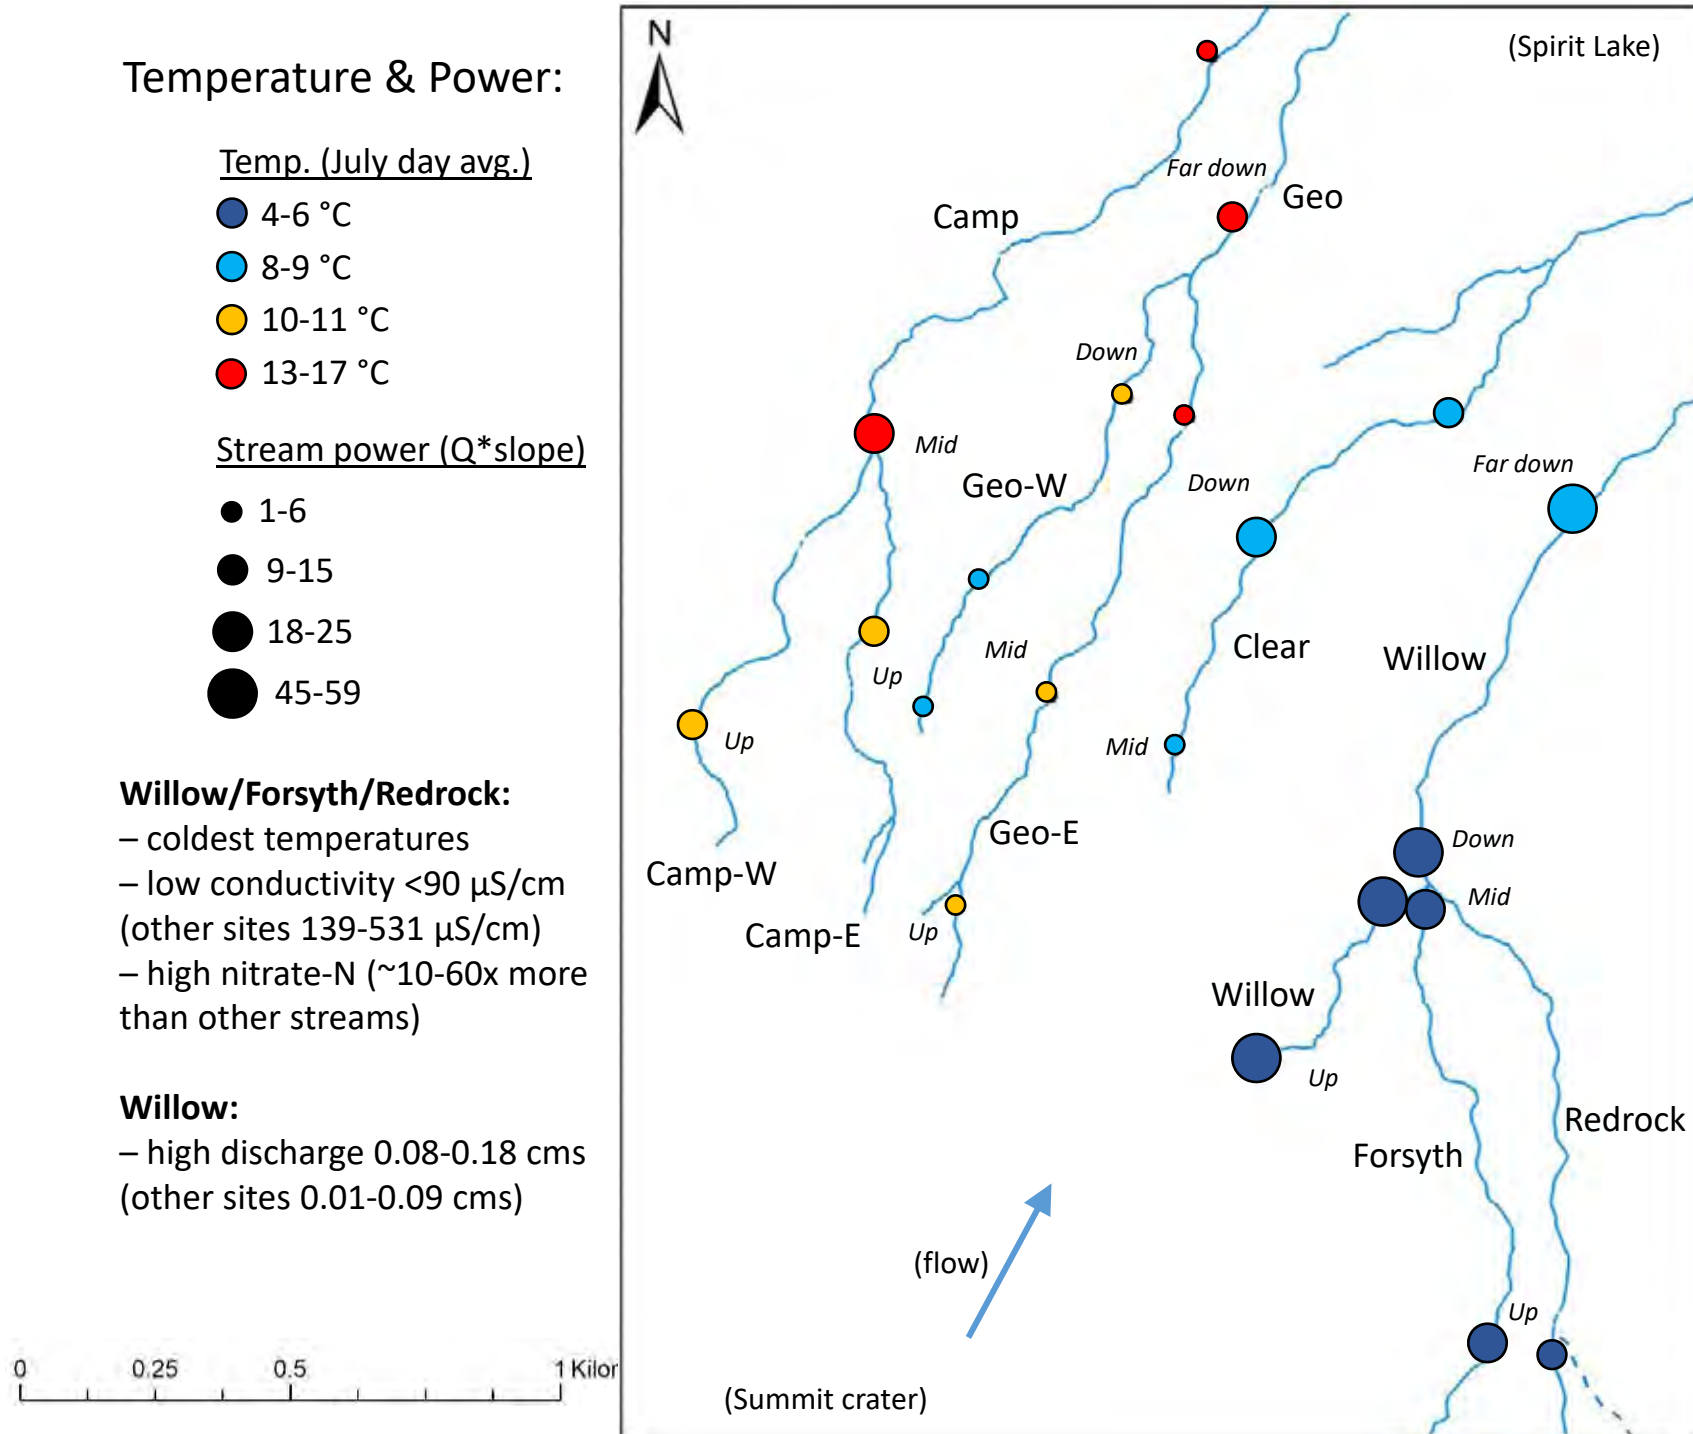 Temperature & Power:
Temp. (July day avg.)
4-6 °C
8-9 °C
10-11 °C
13-17 °C
Stream power (Q*slope)
1-6
9-15
18-25
45-59
Willow/Forsyth/Redrock:
– coldest temperatures
– low conductivity <90 µS/cm
(other sites 139-531 µS/cm)
– high nitrate-N (~10-60x more
than other streams)
Willow:
– high discharge 0.08-0.18 cms
(other sites 0.01-0.09 cms)
0 0.25 0.5 1 Kilor
N
(Spirit Lake)
Far down
Geo
Camp
Down
Mid
Geo-W
Down
Far down
Clear
Willow
Mid
Up
Up
Mid
Geo-E
Down
Camp-W
Mid
Camp-E
Up
Willow
Up
Redrock
Forsyth
(flow)
Up
(Summit crater)